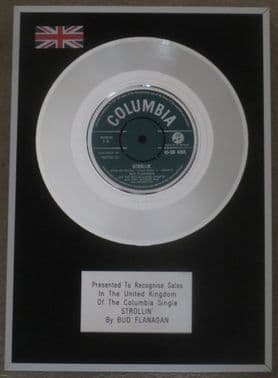 COLUMBIA
STROLLIN'
Presented To Recognise Sales
In The United Kingdom
Of The Columbia Single
STROLLIN
By BUD FLANAGAN